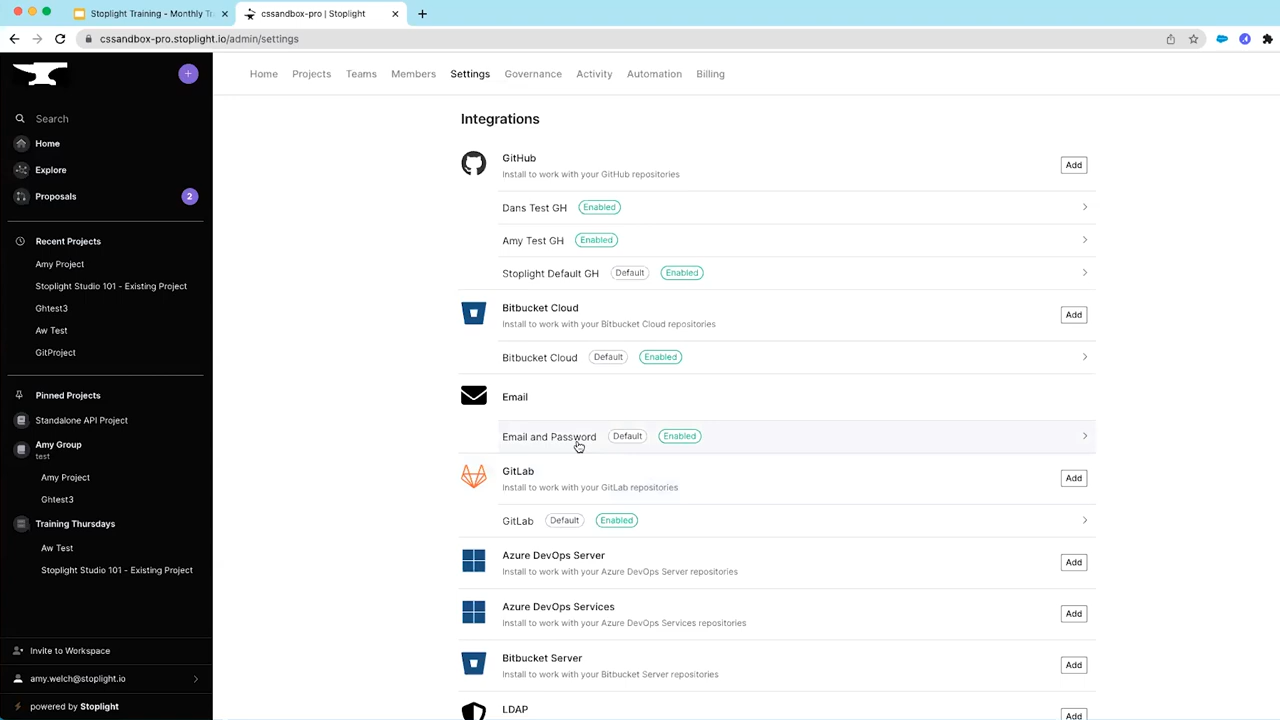 Stoplight Training - Monthly Tr
cssandbox-pro | Stoplight
cssandbox-pro.stoplight.io/admin/settings
Home
Projects
Teams
Members
Settings
Governance
Activity
Automation
Billing
Search
Home
Explore
Proposals
2
Recent Projects
Amy Project
Stoplight Studio 101 - Existing Project
Ghtest3
Aw Test
GitProject
Pinned Projects
Standalone API Project
Amy Group
test
Amy Project
Ghtest3
Training Thursdays
Aw Test
Stoplight Studio 101 - Existing Project
Invite to Workspace
amy.welch@stoplight.io
powered by Stoplight
Integrations
GitHub
Install to work with your GitHub repositories
Add
Dans Test GH Enabled
Amy Test GH Enabled
Stoplight Default GH Default Enabled
Bitbucket Cloud
Install to work with your Bitbucket Cloud repositories
Add
Bitbucket Cloud Default Enabled
Email
Email and Password Default Enabled
GitLab
Install to work with your GitLab repositories
Add
GitLab Default Enabled
Azure DevOps Server
Install to work with your Azure DevOps Server repositories
Add
Azure DevOps Services
Install to work with your Azure DevOps Services repositories
Add
Bitbucket Server
Install to work with your Bitbucket Server repositories
Add
LDAP
Add